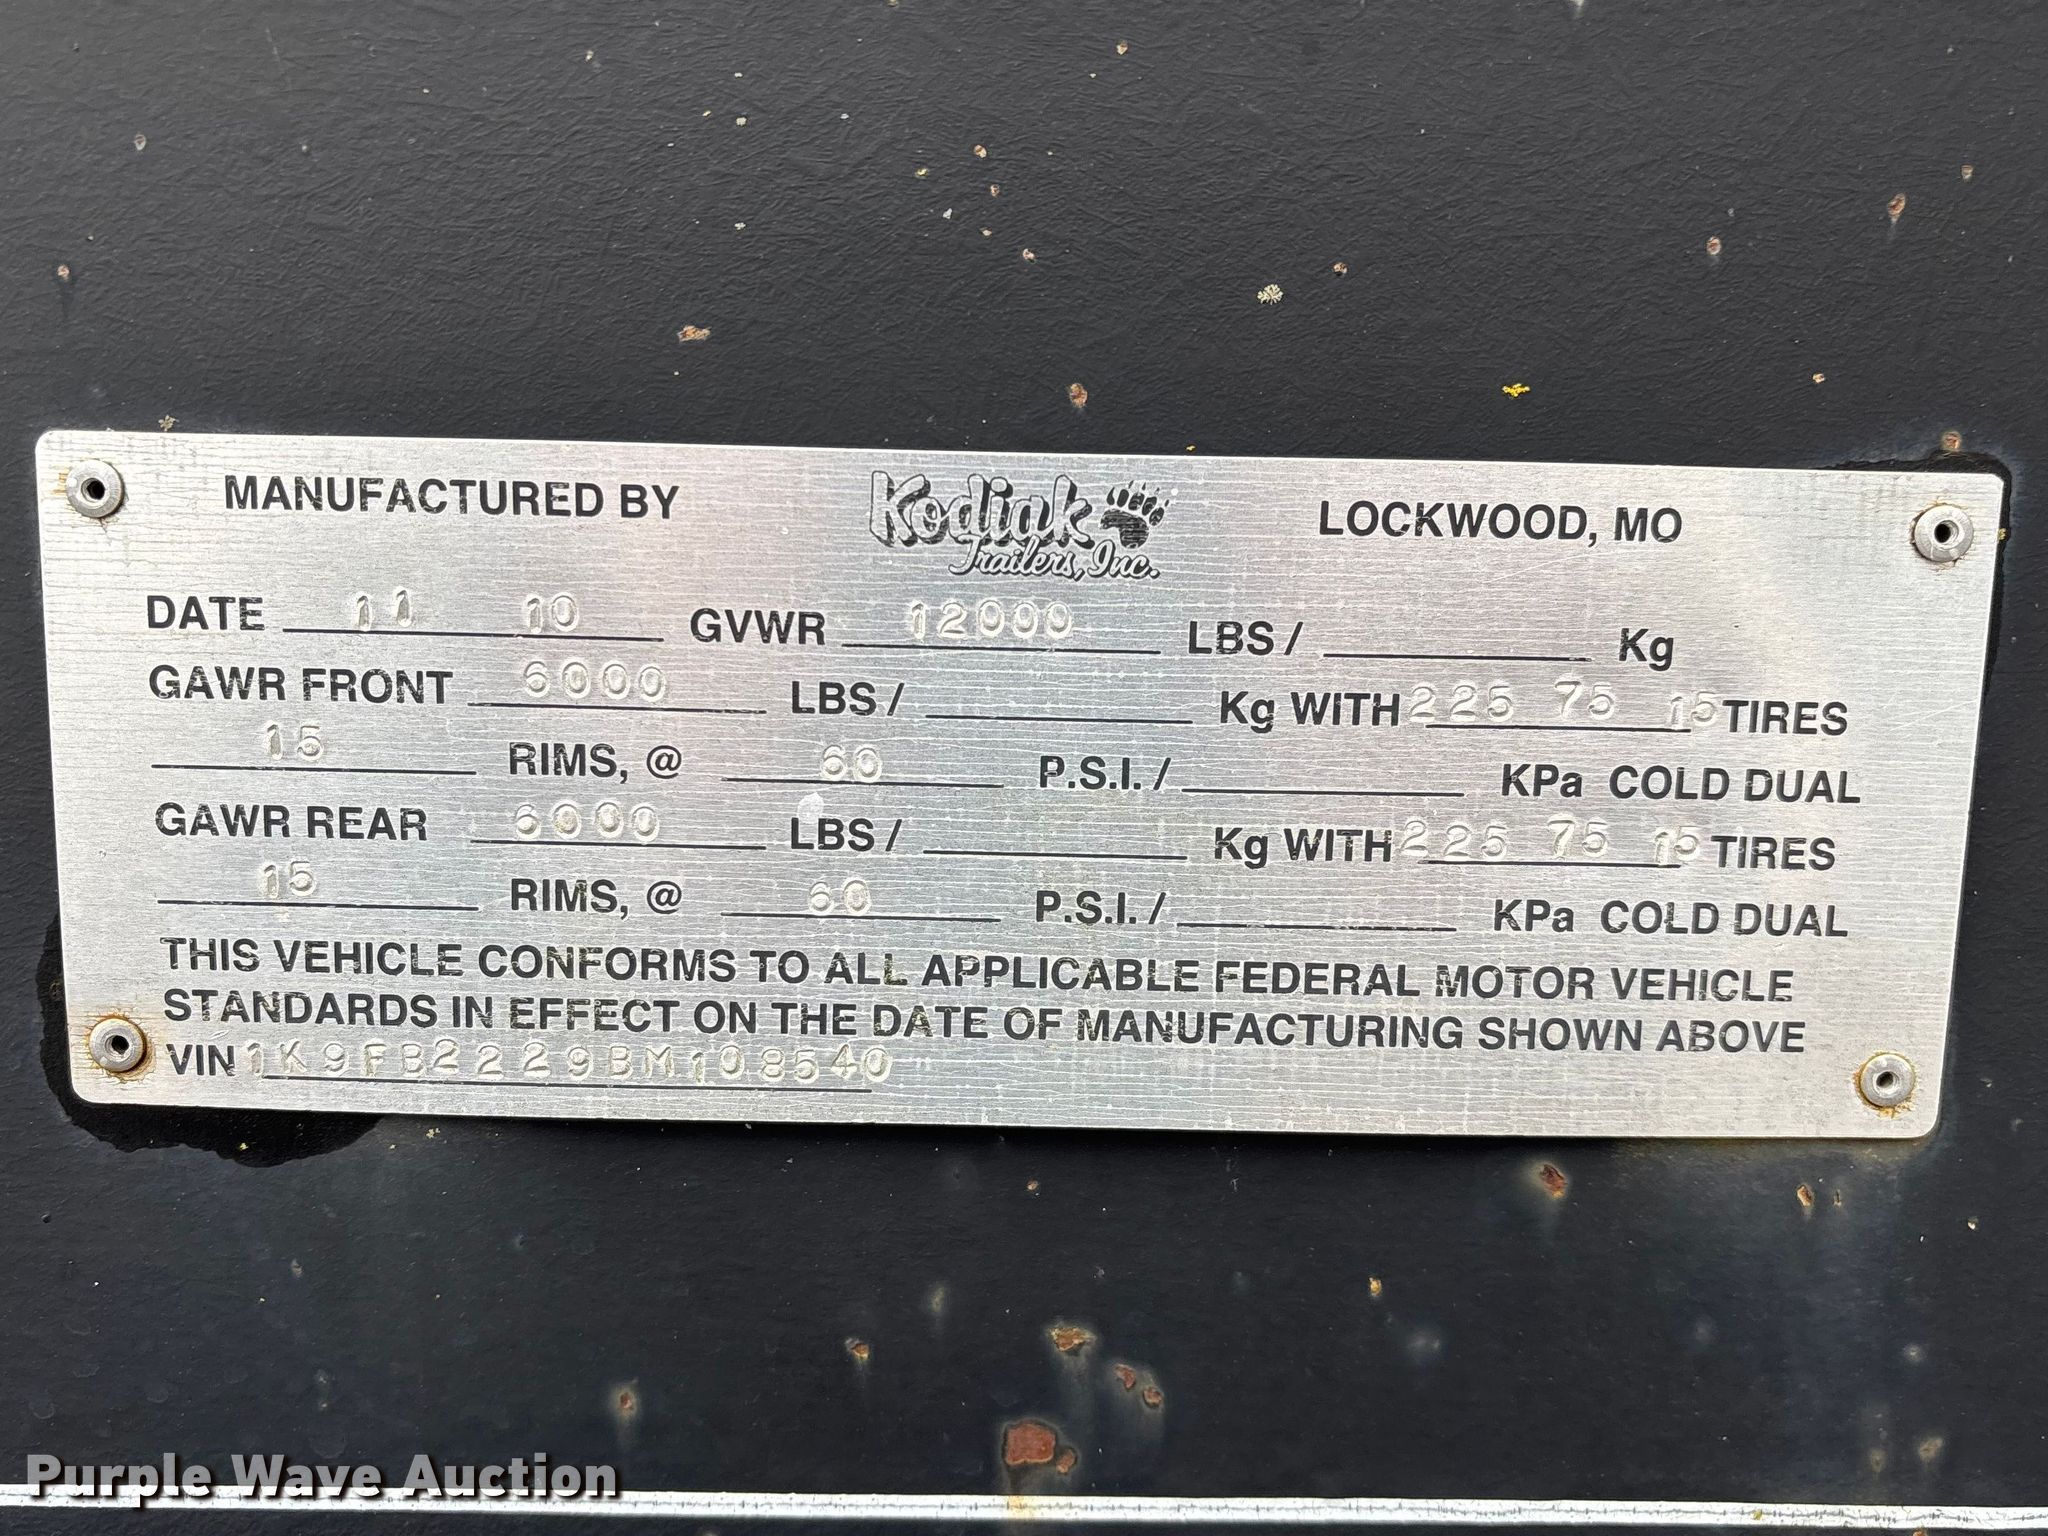 MANUFACTURED BY Kodiak Trailers, Inc. LOCKWOOD, MO
DATE 11 10 GVWR 12000 LBS / Kg
GAWR FRONT 6000 LBS / Kg WITH 225 75 15 TIRES
15 RIMS, @ 60 P.S.I. / KPa COLD DUAL
GAWR REAR 6000 LBS / Kg WITH 225 75 15 TIRES
15 RIMS, @ 60 P.S.I. / KPa COLD DUAL
THIS VEHICLE CONFORMS TO ALL APPLICABLE FEDERAL MOTOR VEHICLE
STANDARDS IN EFFECT ON THE DATE OF MANUFACTURING SHOWN ABOVE
VIN 1K9FB2229BM108540
Purple Wave Auction